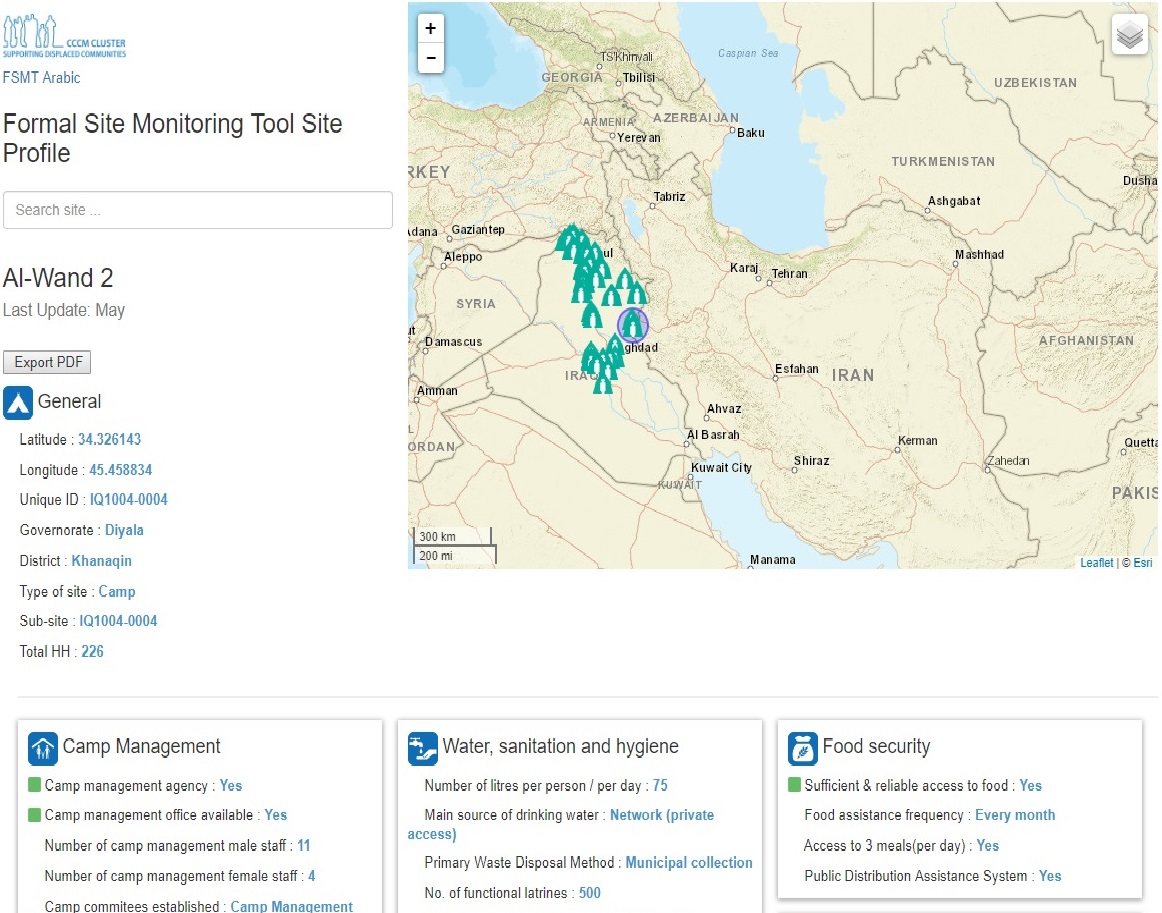 CCCM CLUSTER
SUPPORTING DISPLACED COMMUNITIES
FSMT Arabic
Formal Site Monitoring Tool Site
Profile
Search site ...
Al-Wand 2
Last Update: May
Export PDF
General
Latitude : 34.326143
Longitude : 45.458834
Unique ID : IQ1004-0004
Governorate : Diyala
District : Khanaqin
Type of site : Camp
Sub-site : IQ1004-0004
Total HH : 226
+
−
Caspian Sea
TS'Khinvali
GEORGIA
Tbilisi
UZBEKISTAN
ARMENIA
AZERBAIJAN
Yerevan
Baku
RKEY
TURKMENISTAN
Dusha
Tabriz
Ashgabat
dana
Gaziantep
Aleppo
ul
Mashhad
Karaj
Tehran
SYRIA
ut
Damascus
ghdad
AFGHANISTAN
IRAQ
Esfahan
IRAN
Amman
Ahvaz
L
ORDAN
Al Basrah
Kerman
Quetta
Kuwait City
Shiraz
Zahedan
KUWAIT
PAKIS
300 km
200 mi
Manama
Leaflet | © Esri
Camp Management
Camp management agency : Yes
Camp management office available : Yes
Number of camp management male staff : 11
Number of camp management female staff : 4
Camp commitees established : Camp Management
Water, sanitation and hygiene
Number of litres per person / per day : 75
Main source of drinking water : Network (private
access)
Primary Waste Disposal Method : Municipal collection
No. of functional latrines : 500
Food security
Sufficient & reliable access to food : Yes
Food assistance frequency : Every month
Access to 3 meals(per day) : Yes
Public Distribution Assistance System : Yes